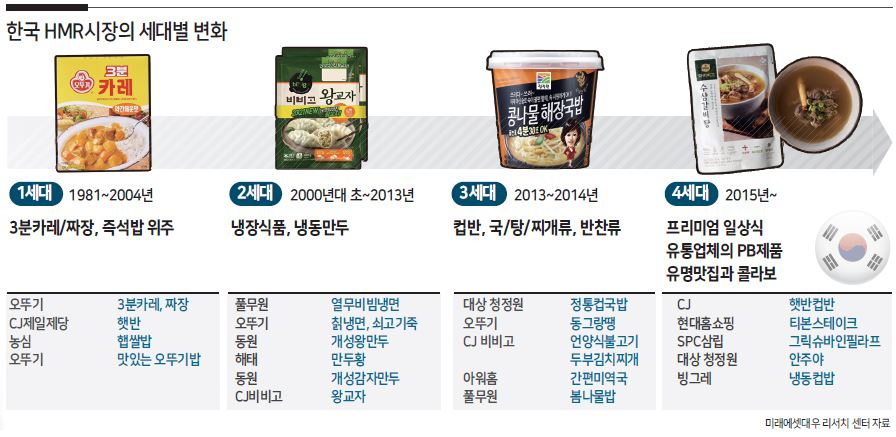 한국 HMR시장의 세대별 변화
오뚜기
3분
카레
비비고 왕교자
콩나물 해장국밥
4분30초 OK
수삼갈비탕
1세대 1981~2004년
3분카레/짜장, 즉석밥 위주
오뚜기 3분카레, 짜장
CJ제일제당 햇반
농심 햅쌀밥
오뚜기 맛있는 오뚜기밥
2세대 2000년대 초~2013년
냉장식품, 냉동만두
풀무원 열무비빔냉면
오뚜기 칡냉면, 쇠고기죽
동원 개성왕만두
해태 만두황
동원 개성감자만두
CJ비비고 왕교자
3세대 2013~2014년
컵반, 국/탕/찌개류, 반찬류
대상 청정원 정통컵국밥
오뚜기 동그랑땡
CJ 비비고 언양식불고기
두부김치찌개
아워홈 간편미역국
풀무원 봄나물밥
4세대 2015년~
프리미엄 일상식
유통업체의 PB제품
유명맛집과 콜라보
CJ 햇반컵반
현대홈쇼핑 티본스테이크
SPC삼립 그릭슈바인필라프
대상 청정원 안주야
빙그레 냉동컵밥
미래에셋대우 리서치 센터 자료